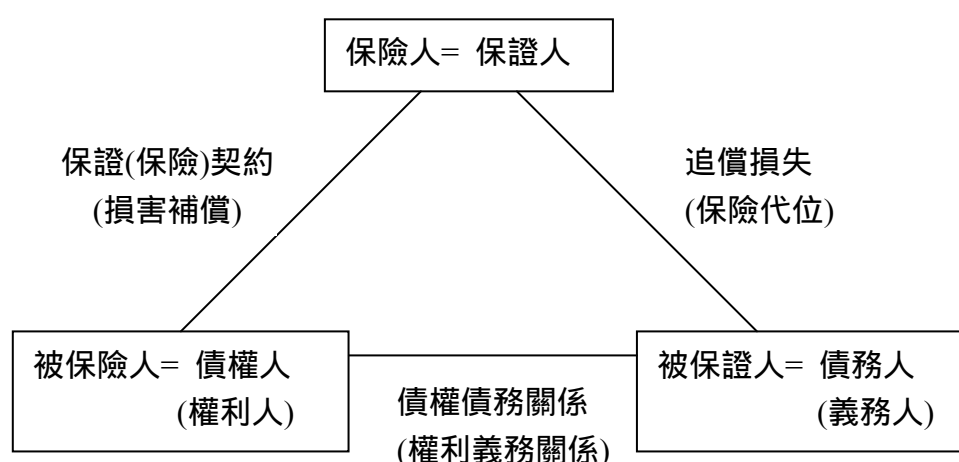 保險人= 保證人
保證(保險)契約
(損害補償)
追償損失
(保險代位)
被保險人= 債權人
(權利人)
債權債務關係
(權利義務關係)
被保證人= 債務人
(義務人)